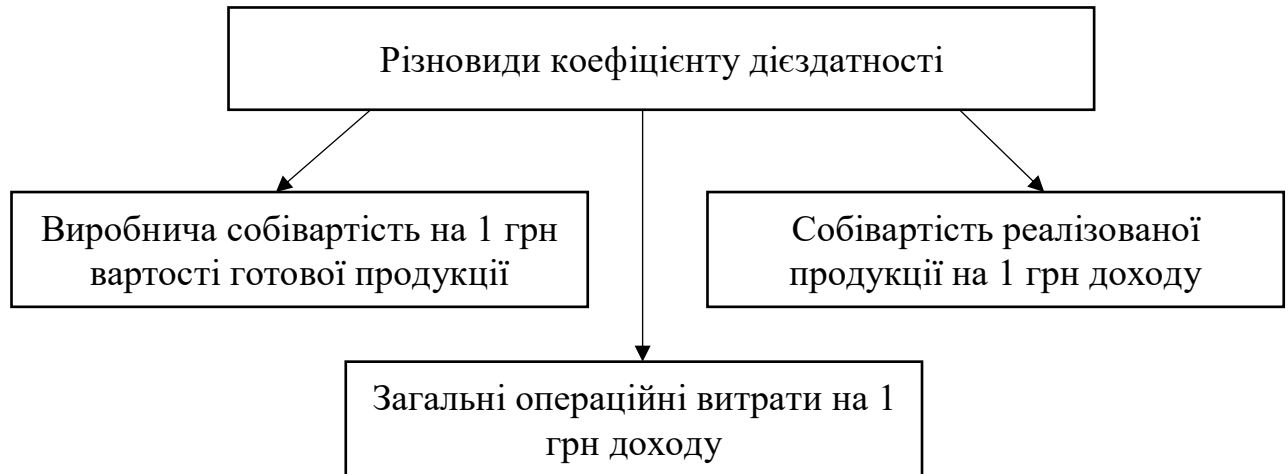 Різновиди коефіцієнту дієздатності
Виробнича собівартість на 1 грн
вартості готової продукції
Собівартість реалізованої
продукції на 1 грн доходу
Загальні операційні витрати на 1
грн доходу